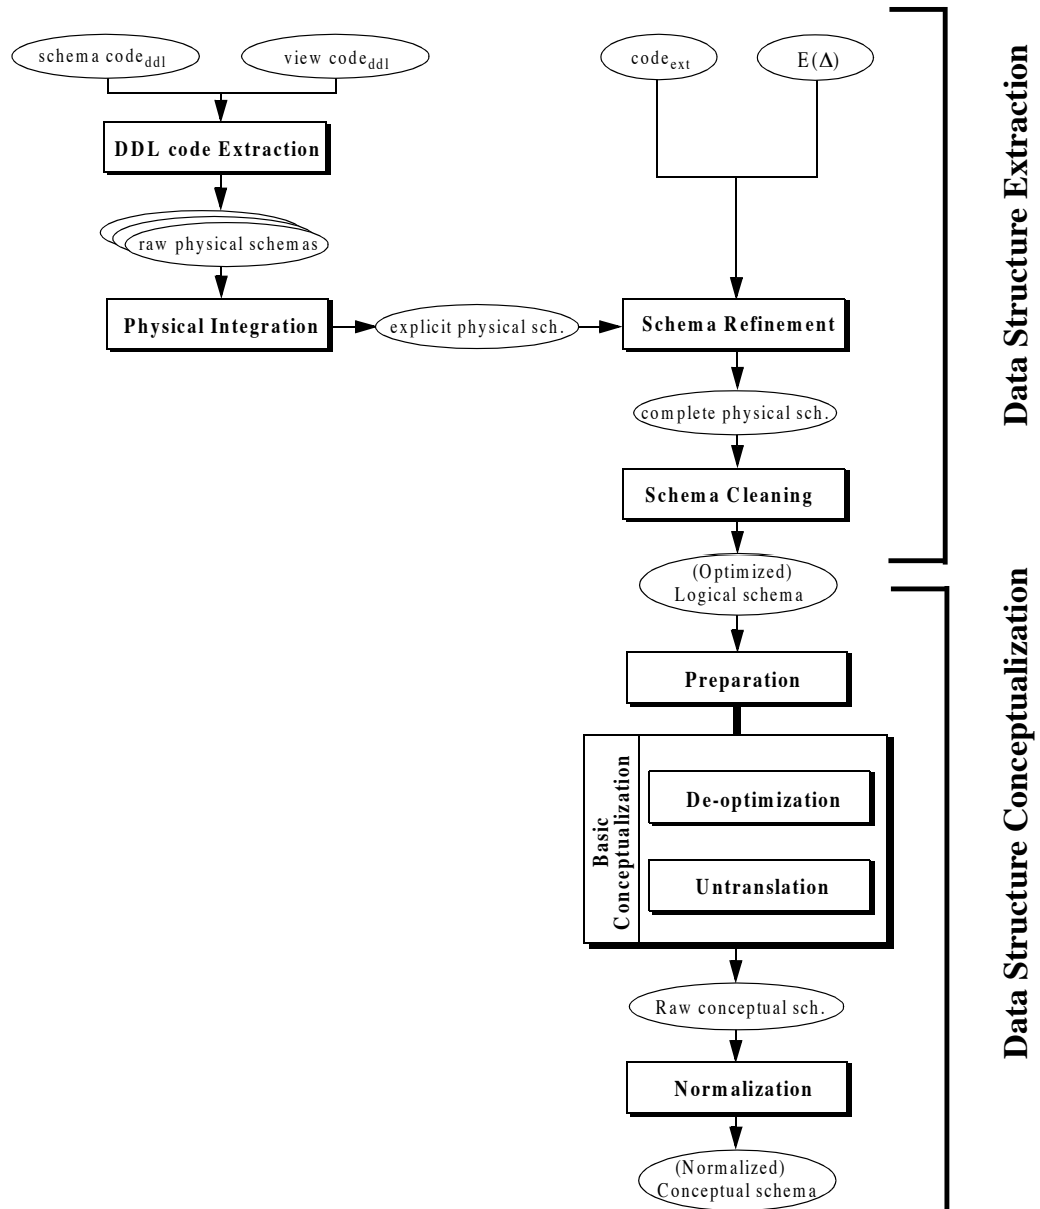 schema code_ddl
view code_ddl
code_ext
E(Δ)
DDL code Extraction
raw physical schemas
Physical Integration
explicit physical sch.
Schema Refinement
complete physical sch.
Schema Cleaning
(Optimized)
Logical schema
Data Structure Extraction
Preparation
Basic
Conceptualization
De-optimization
Untranslation
Raw conceptual sch.
Normalization
(Normalized)
Conceptual schema
Data Structure Conceptualization